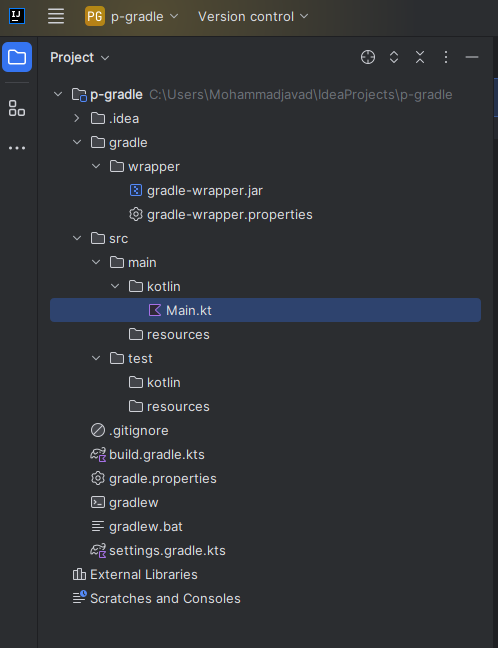 IJ
PG p-gradle Version control
Project
p-gradle C:\Users\Mohammadjavad\IdeaProjects\p-gradle
.idea
gradle
wrapper
gradle-wrapper.jar
gradle-wrapper.properties
src
main
kotlin
Main.kt
resources
test
kotlin
resources
.gitignore
build.gradle.kts
gradle.properties
gradlew
gradlew.bat
settings.gradle.kts
External Libraries
Scratches and Consoles